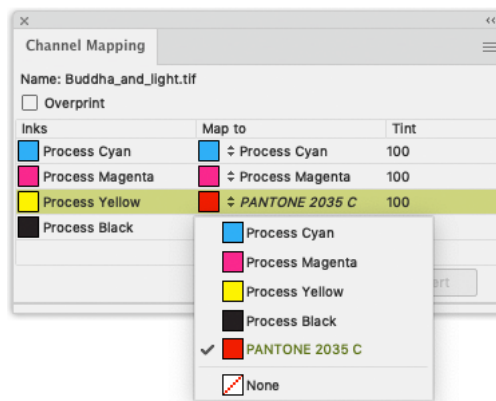 Channel Mapping
Name: Buddha_and_light.tif
Overprint
Inks Map to Tint
Process Cyan Process Cyan 100
Process Magenta Process Magenta 100
Process Yellow PANTONE 2035 C 100
Process Black
Process Cyan
Process Magenta
Process Yellow
Process Black
PANTONE 2035 C
None